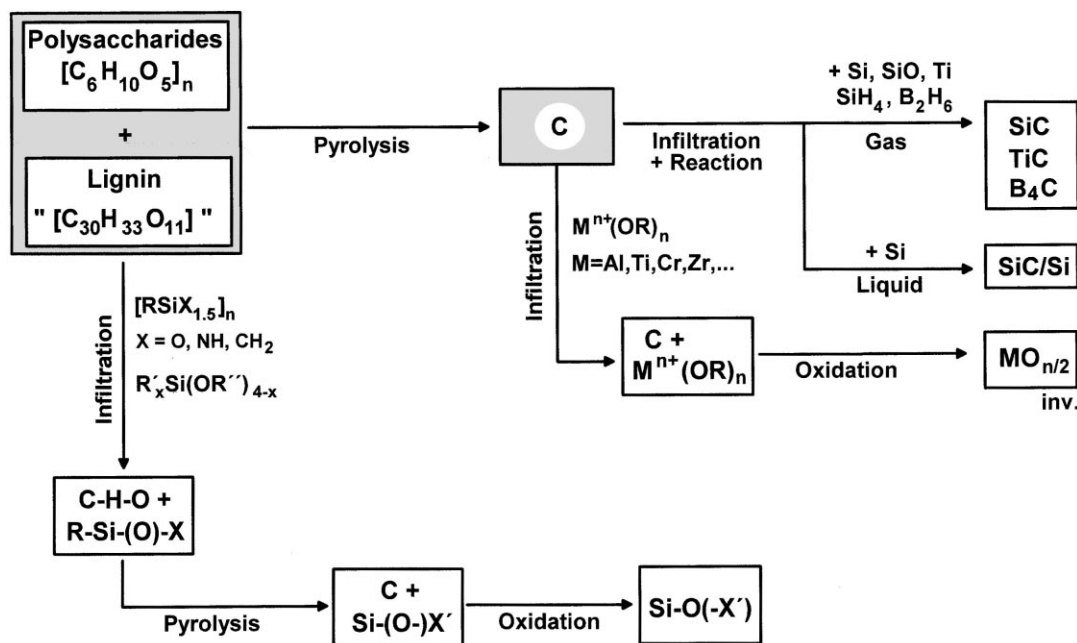 Polysaccharides
[C6H10O5]n
+
Lignin
" [C30H33O11] "
Pyrolysis
C
Infiltration
+ Reaction
+ Si, SiO, Ti
SiH4, B2H6
Gas
SiC
TiC
B4C
+ Si
Liquid
SiC/Si
Infiltration
Mn+(OR)n
M=Al,Ti,Cr,Zr,...
C +
Mn+(OR)n
Oxidation
MOn/2
inv.
Infiltration
[RSiX1.5]n
X = O, NH, CH2
R´xSi(OR´´)4-x
C-H-O +
R-Si-(O)-X
Pyrolysis
C +
Si-(O-)X´
Oxidation
Si-O(-X´)